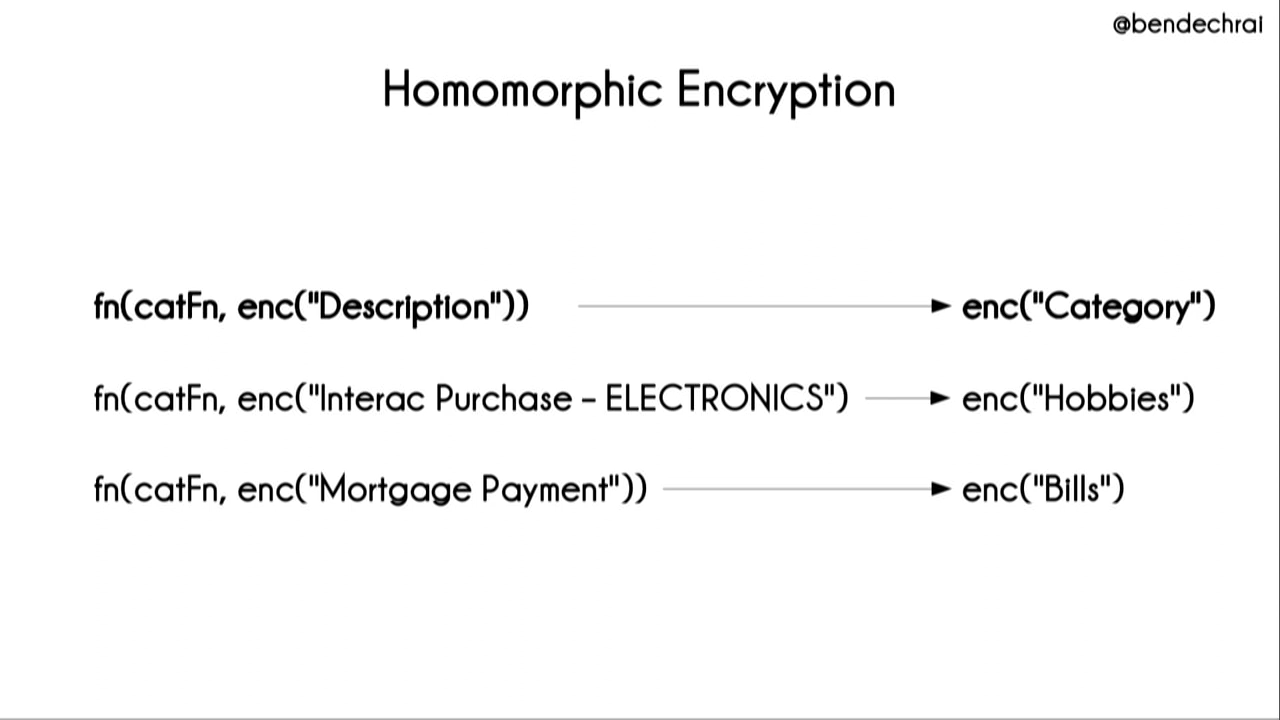 @bendechrai
Homomorphic Encryption
fn(catFn, enc("Description")) enc("Category")
fn(catFn, enc("Interac Purchase – ELECTRONICS") enc("Hobbies")
fn(catFn, enc("Mortgage Payment")) enc("Bills")